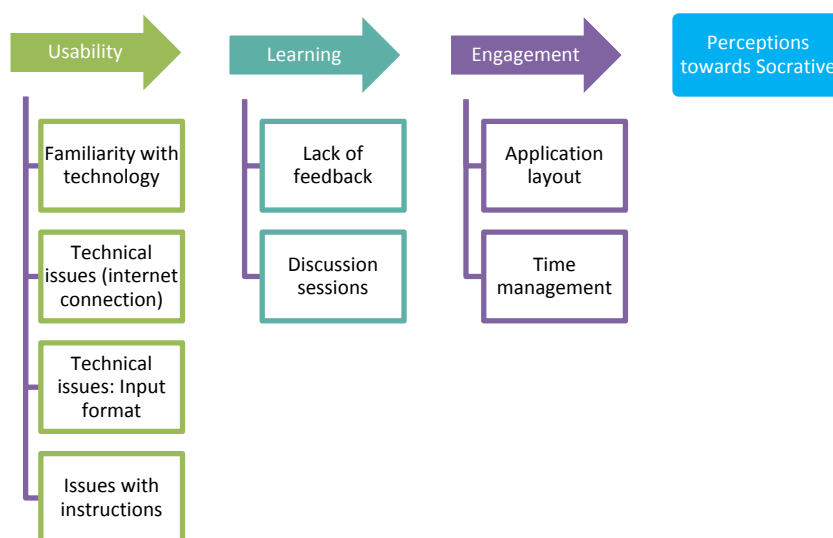 Usability
Learning
Engagement
Perceptions
towards Socrative
Familiarity with
technology
Technical
issues (internet
connection)
Technical
issues: Input
format
Issues with
instructions
Lack of
feedback
Discussion
sessions
Application
layout
Time
management